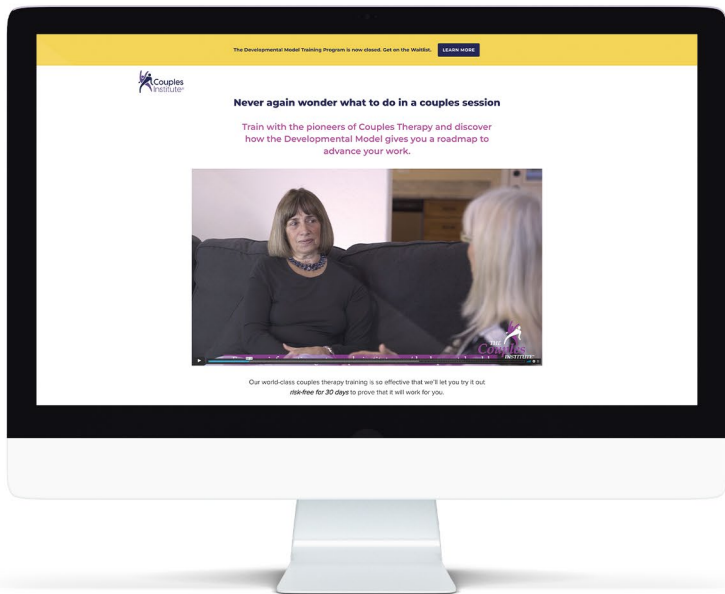 The Developmental Model Training Program is now closed. Get on the Waitlist.
LEARN MORE
Couples
Institute
Never again wonder what to do in a couples session
Train with the pioneers of Couples Therapy and discover
how the Developmental Model gives you a roadmap to
advance your work.
THE
Couples
INSTITUTE
Our world-class couples therapy training is so effective that we'll let you try it out
risk-free for 30 days to prove that it will work for you.